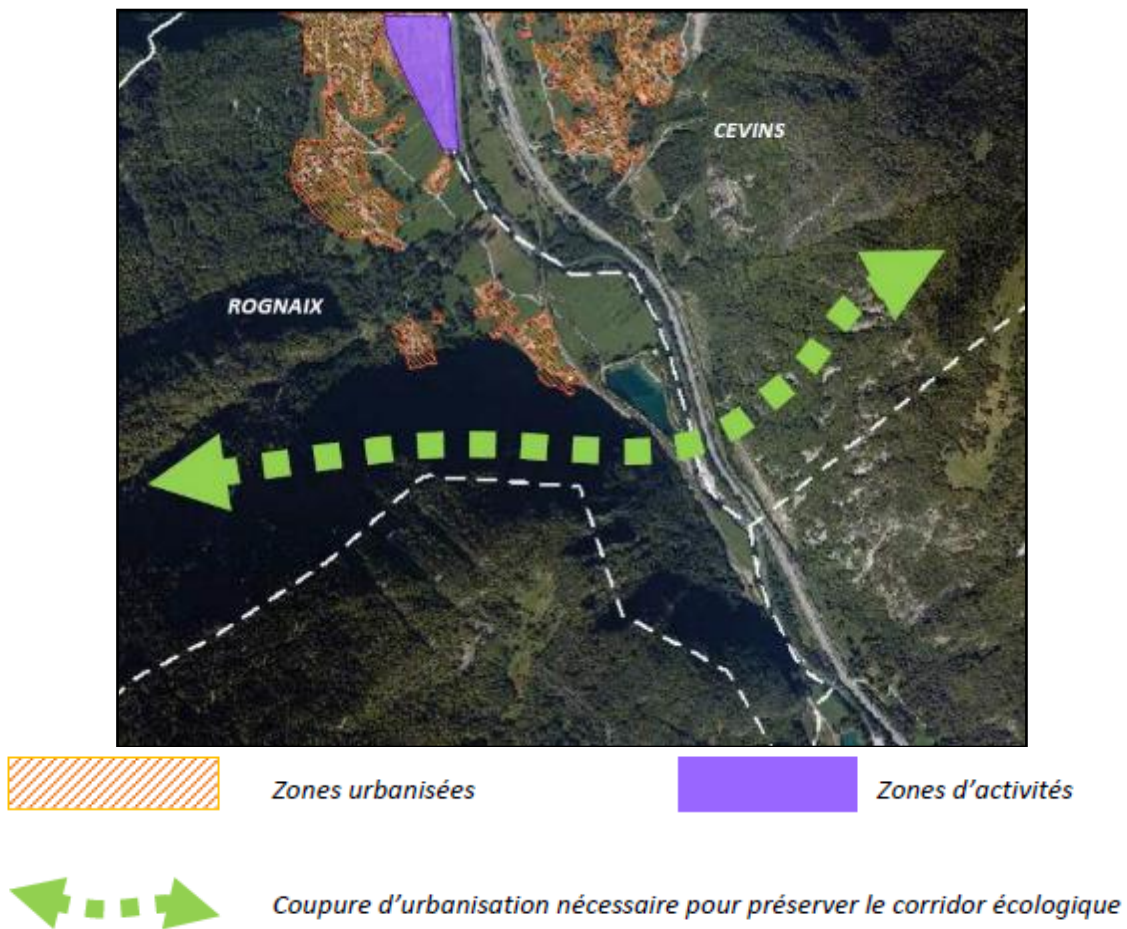 CEVINS
ROGNAIX
Zones urbanisées
Zones d'activités
Coupure d'urbanisation nécessaire pour préserver le corridor écologique